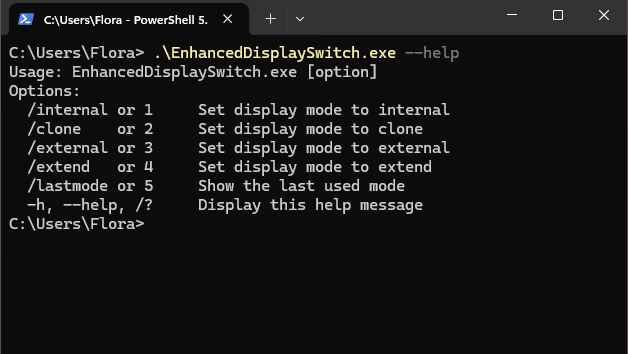 C:\Users\Flora - PowerShell 5.
C:\Users\Flora> .\EnhancedDisplaySwitch.exe --help
Usage: EnhancedDisplaySwitch.exe [option]
Options:
  /internal or 1     Set display mode to internal
  /clone    or 2     Set display mode to clone
  /external or 3     Set display mode to external
  /extend   or 4     Set display mode to extend
  /lastmode or 5     Show the last used mode
  -h, --help, /?     Display this help message
C:\Users\Flora>